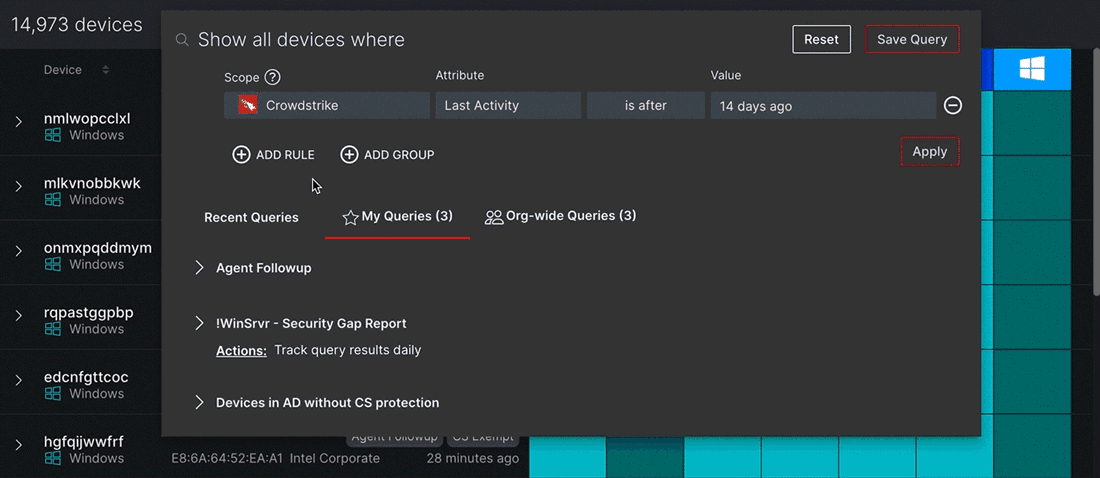 14,973 devices
Show all devices where
Reset
Save Query
Device
Scope ?
Attribute
Value
Crowdstrike
Last Activity
is after
14 days ago
ADD RULE
ADD GROUP
Apply
Recent Queries
My Queries (3)
Org-wide Queries (3)
Agent Followup
!WinSrvr - Security Gap Report
Actions: Track query results daily
Devices in AD without CS protection
nmlwopcclxl
Windows
mlkvnobbkwk
Windows
onmxpqddmym
Windows
rqpastggpbp
Windows
edcnfgttcoc
Windows
hgfqijwwfrf
Windows
Agent Followup
CS Exempt
E8:6A:64:52:EA:A1 Intel Corporate
28 minutes ago